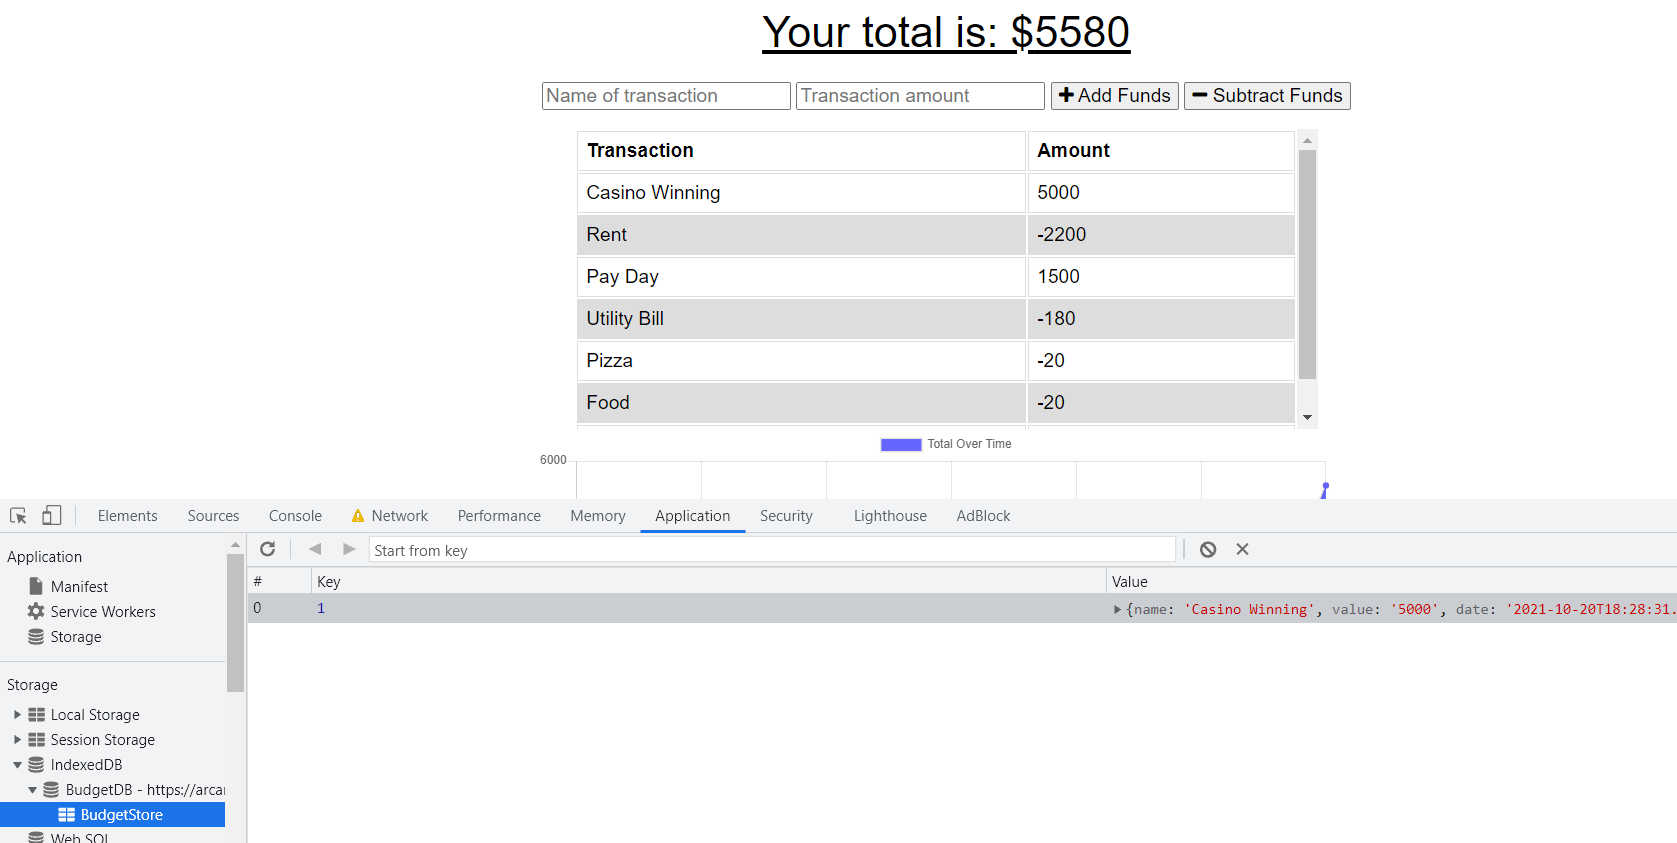 Your total is: $5580
Name of transaction Transaction amount Add Funds Subtract Funds
Transaction Amount
Casino Winning 5000
Rent -2200
Pay Day 1500
Utility Bill -180
Pizza -20
Food -20
Total Over Time
6000
Elements Sources Console Network Performance Memory Application Security Lighthouse AdBlock
Application
Manifest
Service Workers
Storage
Storage
Local Storage
Session Storage
IndexedDB
BudgetDB - https://arcar
BudgetStore
Web SQL
Start from key
# Key Value
0 1 {name: 'Casino Winning', value: '5000', date: '2021-10-20T18:28:31.